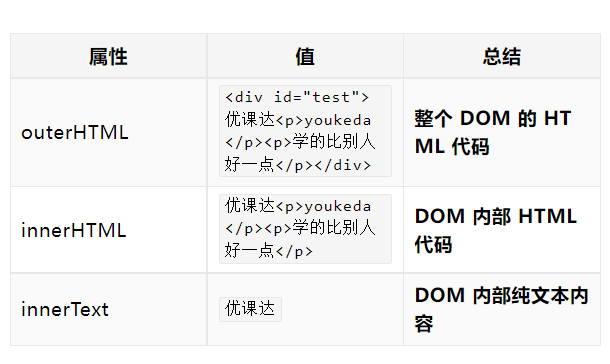 属性 值 总结
outerHTML
<div id="test">
优课达<p>youkeda
</p><p>学的比别人
好一点</p></div>
整个 DOM 的 HT
ML 代码
innerHTML
优课达<p>youkeda
</p><p>学的比别人
好一点</p>
DOM 内部 HTML
代码
innerText
优课达
DOM 内部纯文本内
容